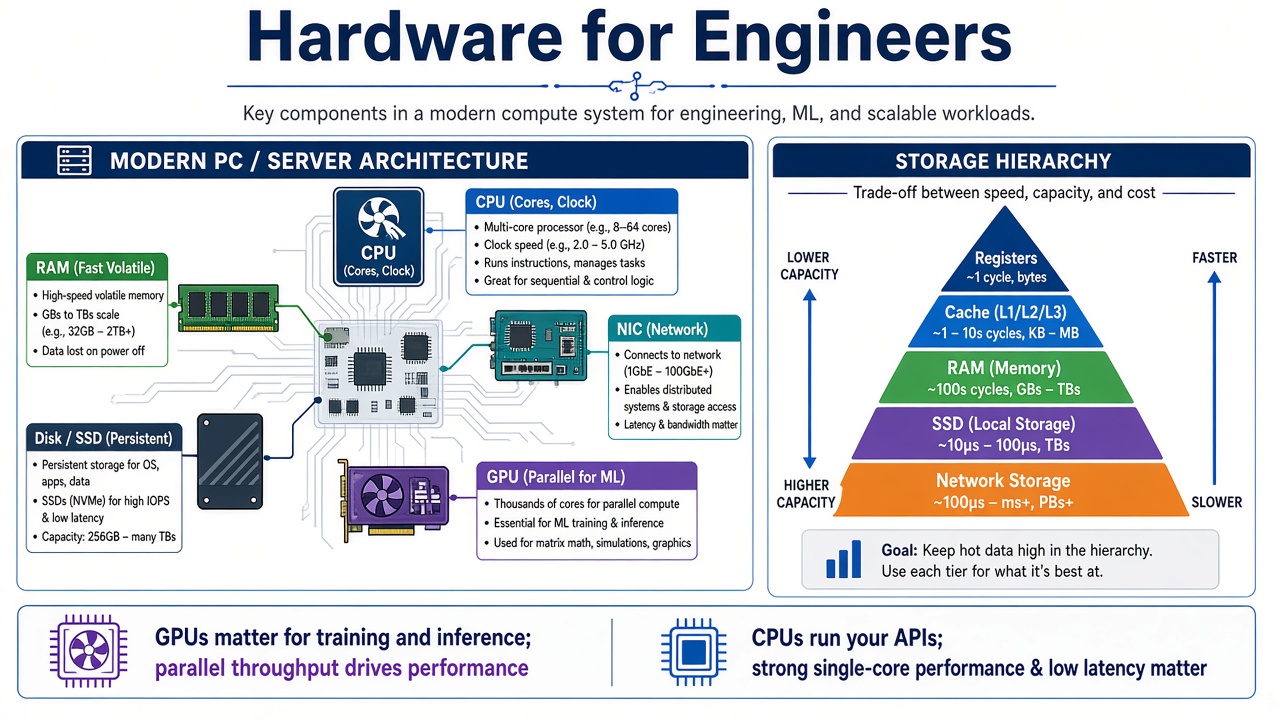 Hardware for Engineers
Key components in a modern compute system for engineering, ML, and scalable workloads.
MODERN PC / SERVER ARCHITECTURE
CPU
(Cores, Clock)
CPU (Cores, Clock)
• Multi-core processor (e.g., 8–64 cores)
• Clock speed (e.g., 2.0 – 5.0 GHz)
• Runs instructions, manages tasks
• Great for sequential & control logic
RAM (Fast Volatile)
• High-speed volatile memory
• GBs to TBs scale
(e.g., 32GB – 2TB+)
• Data lost on power off
NIC (Network)
• Connects to network
(1GbE – 100GbE+)
• Enables distributed
systems & storage access
• Latency & bandwidth matter
Disk / SSD (Persistent)
• Persistent storage for OS,
apps, data
• SSDs (NVMe) for high IOPS
& low latency
• Capacity: 256GB – many TBs
GPU (Parallel for ML)
• Thousands of cores for parallel compute
• Essential for ML training & inference
• Used for matrix math, simulations, graphics
STORAGE HIERARCHY
Trade-off between speed, capacity, and cost
LOWER
CAPACITY
HIGHER
CAPACITY
Registers
~1 cycle, bytes
Cache (L1/L2/L3)
~1 – 10s cycles, KB – MB
RAM (Memory)
~100s cycles, GBs – TBs
SSD (Local Storage)
~10µs – 100µs, TBs
Network Storage
~100µs – ms+, PBs+
FASTER
SLOWER
Goal: Keep hot data high in the hierarchy.
Use each tier for what it's best at.
GPUs matter for training and inference;
parallel throughput drives performance
CPUs run your APIs;
strong single-core performance & low latency matter